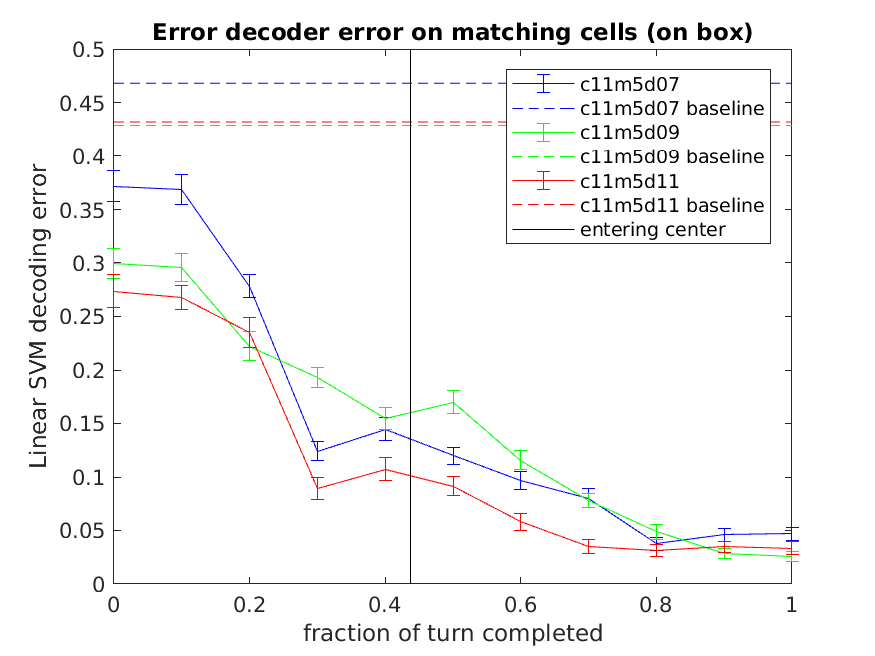 Error decoder error on matching cells (on box)
0.5
0.45
0.4
0.35
0.3
0.25
0.2
0.15
0.1
0.05
0
Linear SVM decoding error
c11m5d07
c11m5d07 baseline
c11m5d09
c11m5d09 baseline
c11m5d11
c11m5d11 baseline
entering center
0
0.2
0.4
0.6
0.8
1
fraction of turn completed